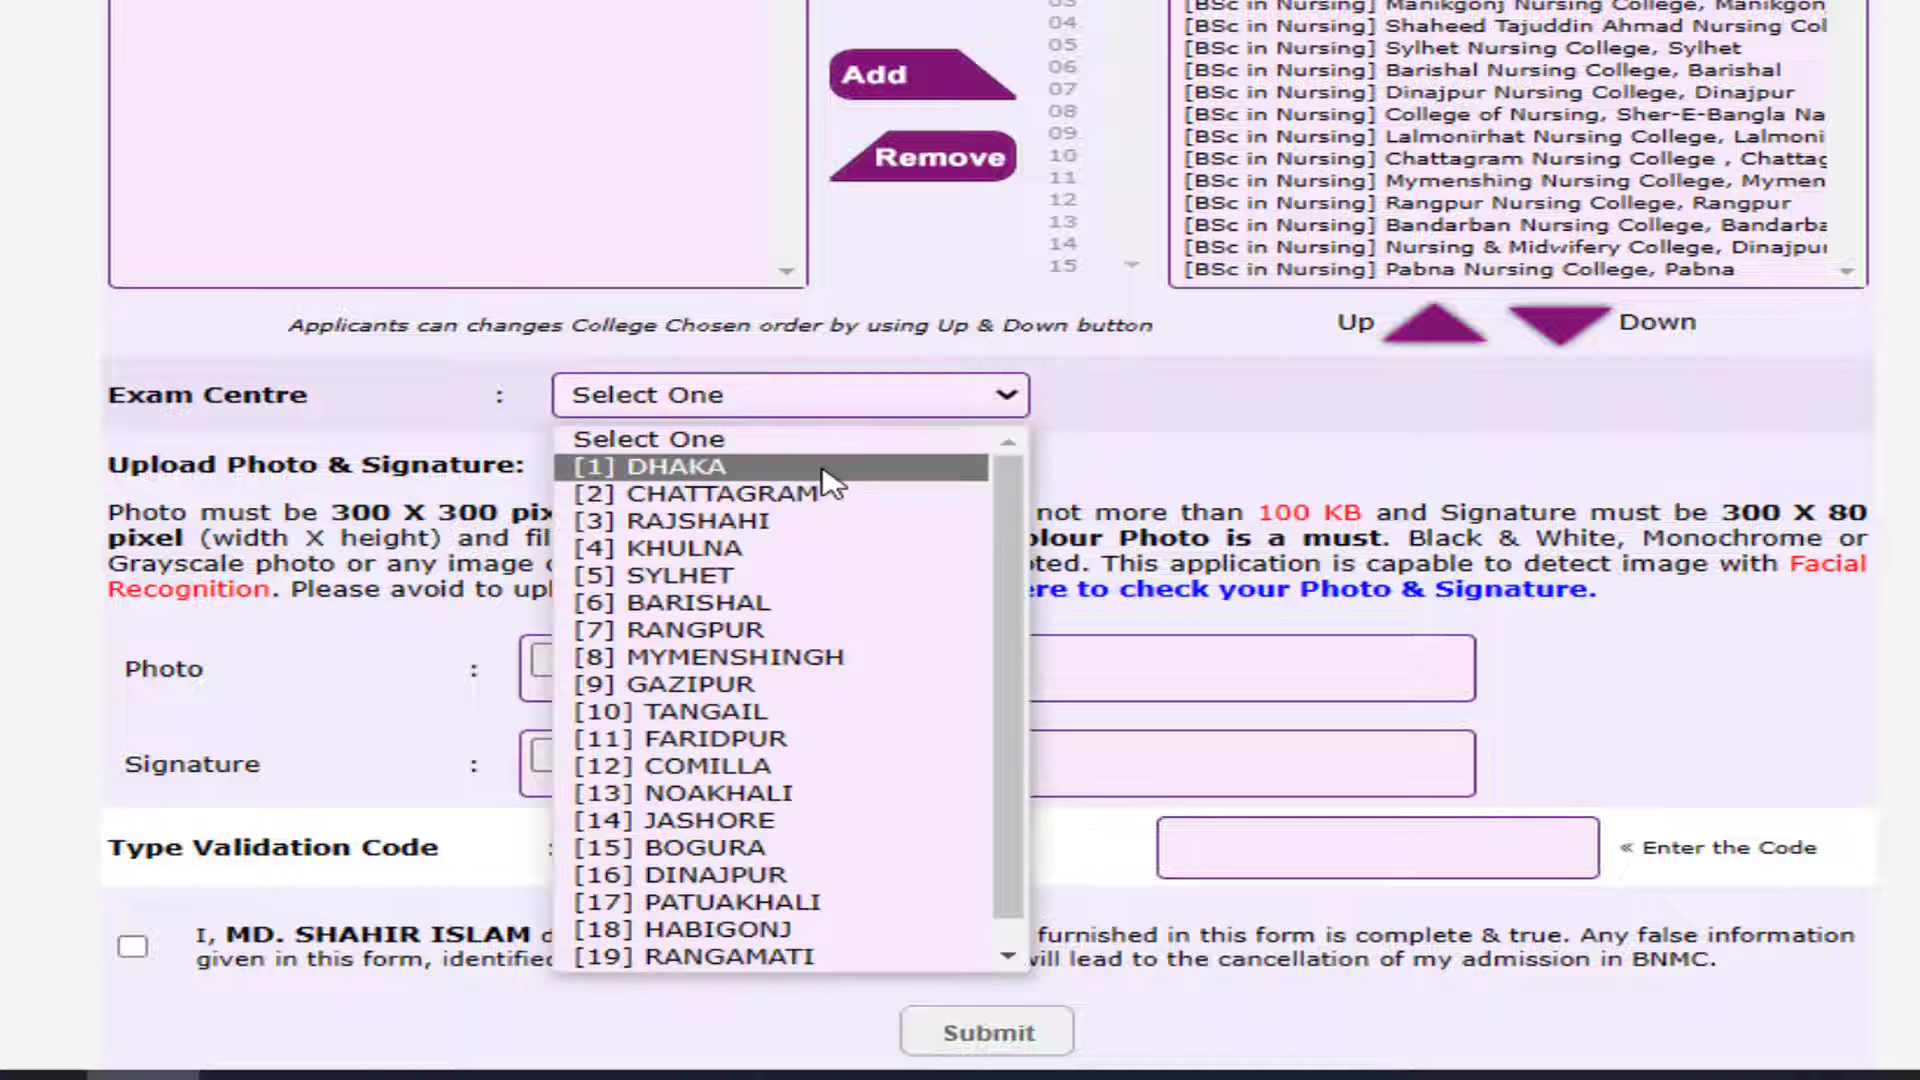 03
[BSc in Nursing] Manikgonj Nursing College, Manikgon
04
[BSc in Nursing] Shaheed Tajuddin Ahmad Nursing Col
05
[BSc in Nursing] Sylhet Nursing College, Sylhet
06
[BSc in Nursing] Barishal Nursing College, Barishal
07
[BSc in Nursing] Dinajpur Nursing College, Dinajpur
08
[BSc in Nursing] College of Nursing, Sher-E-Bangla Na
09
[BSc in Nursing] Lalmonirhat Nursing College, Lalmoni
10
[BSc in Nursing] Chattagram Nursing College , Chattag
11
[BSc in Nursing] Mymenshing Nursing College, Mymen
12
[BSc in Nursing] Rangpur Nursing College, Rangpur
13
[BSc in Nursing] Bandarban Nursing College, Bandarba
14
[BSc in Nursing] Nursing & Midwifery College, Dinajpur
15
[BSc in Nursing] Pabna Nursing College, Pabna
Add
Remove
Applicants can changes College Chosen order by using Up & Down button
Up
Down
Exam Centre :
Select One
Select One
[1] DHAKA
[2] CHATTAGRAM
[3] RAJSHAHI
[4] KHULNA
[5] SYLHET
[6] BARISHAL
[7] RANGPUR
[8] MYMENSHINGH
[9] GAZIPUR
[10] TANGAIL
[11] FARIDPUR
[12] COMILLA
[13] NOAKHALI
[14] JASHORE
[15] BOGURA
[16] DINAJPUR
[17] PATUAKHALI
[18] HABIGONJ
[19] RANGAMATI
Upload Photo & Signature:
Photo must be 300 X 300 pix not more than 100 KB and Signature must be 300 X 80
pixel (width X height) and fil olour Photo is a must. Black & White, Monochrome or
Grayscale photo or any image ted. This application is capable to detect image with Facial
Recognition. Please avoid to upl ere to check your Photo & Signature.
Photo :
Signature :
Type Validation Code :
« Enter the Code
I, MD. SHAHIR ISLAM d furnished in this form is complete & true. Any false information
given in this form, identified ill lead to the cancellation of my admission in BNMC.
Submit